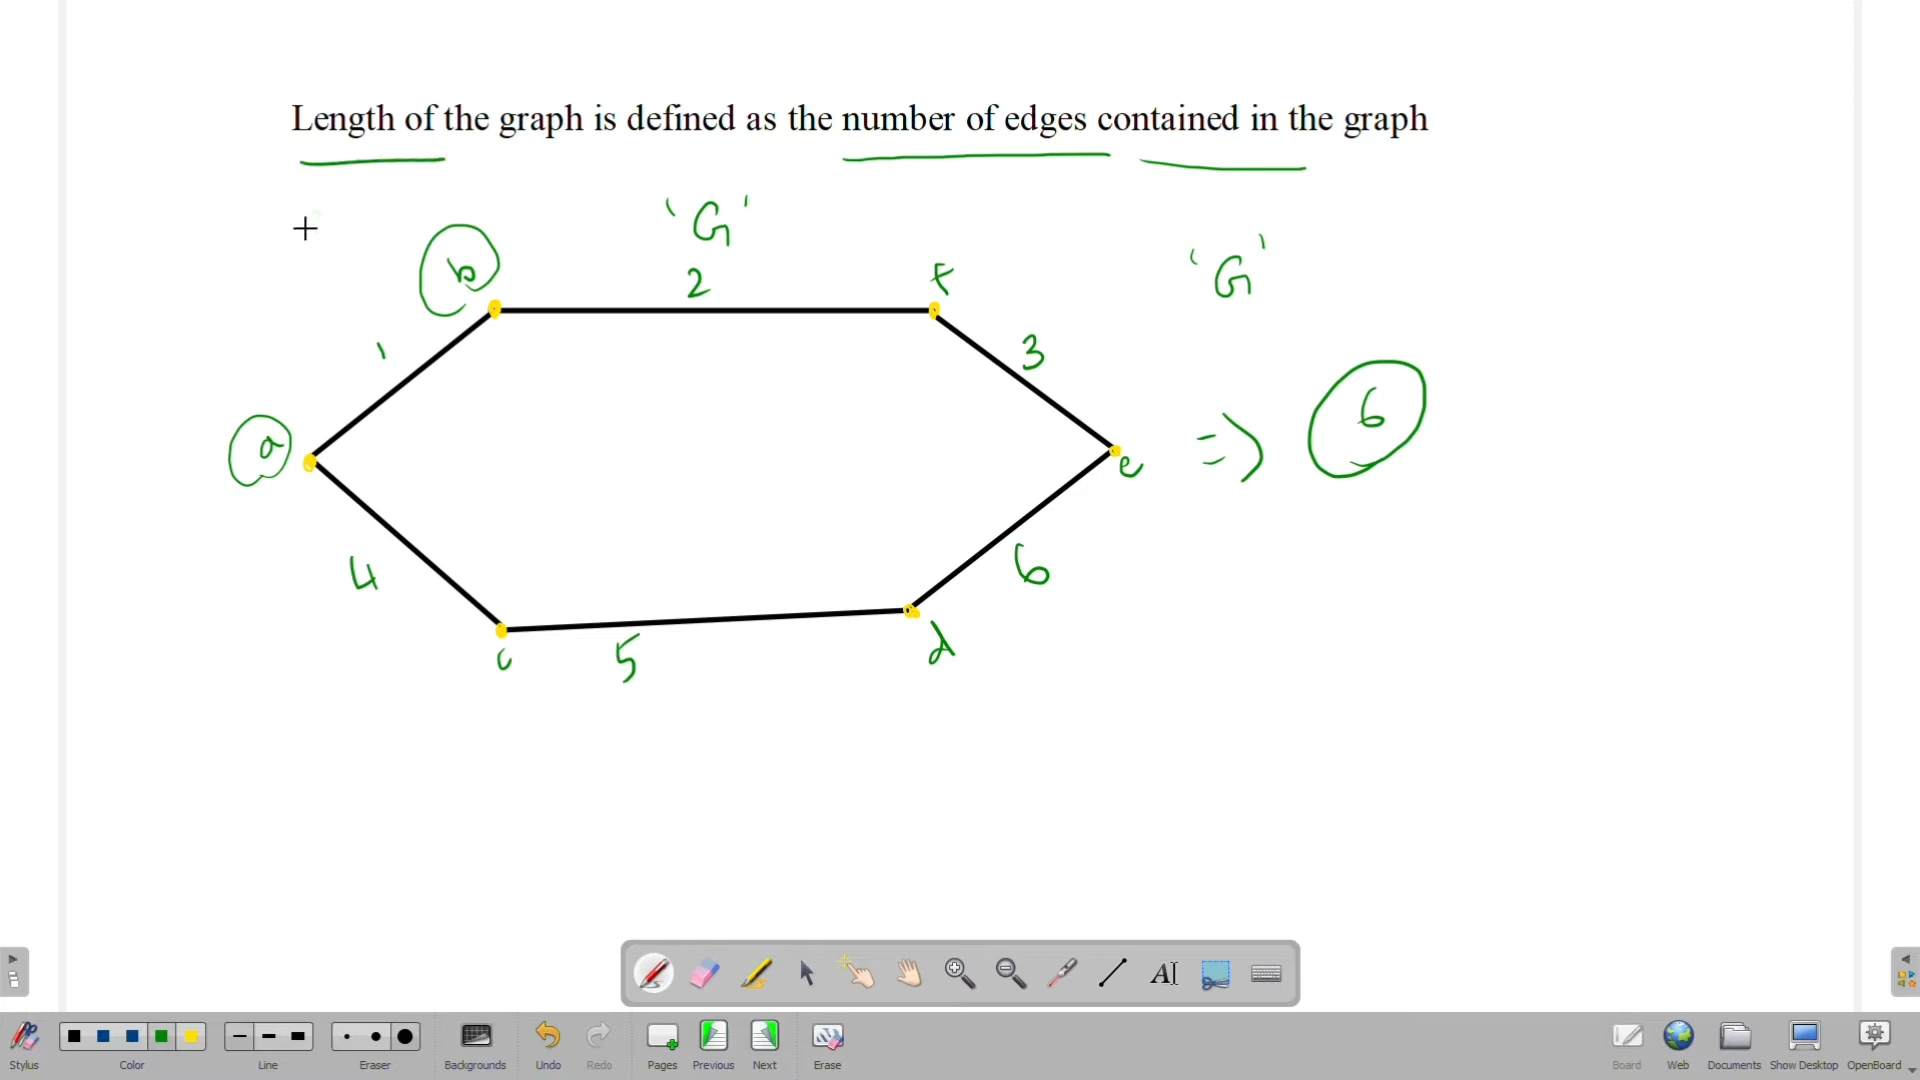 Length of the graph is defined as the number of edges contained in the graph
'G'
'G'
b
2
f
1
3
a
6
e
4
6
c
5
d
Stylus
Color
Line
Eraser
Backgrounds
Undo
Redo
Pages
Previous
Next
Erase
Board
Web
Documents
Show Desktop
OpenBoard